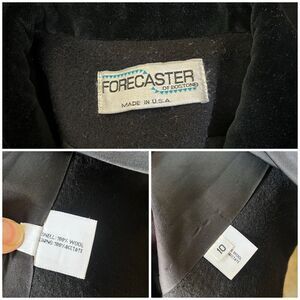 FORECASTER
OF BOSTON
MADE IN U.S.A.
SHELL: 100% WOOL
LINING: 100% ACETATE
10